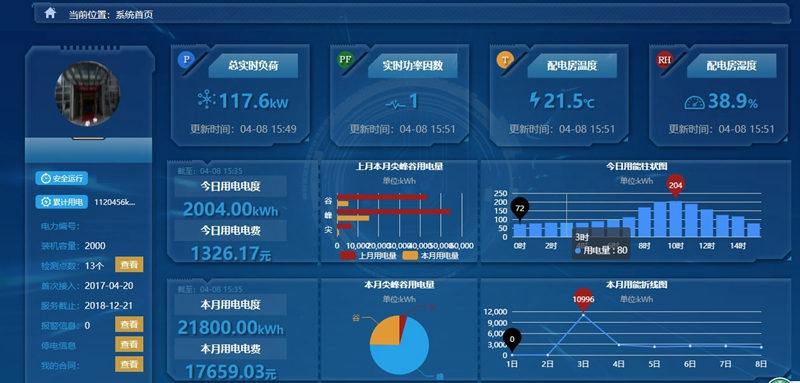 当前位置：系统首页
P
总实时负荷
117.6kW
更新时间：04-08 15:49
PF
实时功率因数
1
更新时间：04-08 15:51
T
配电房温度
21.5℃
更新时间：04-08 15:51
RH
配电房湿度
38.9%
更新时间：04-08 15:51
安全运行
累计用电 1120456k...
电力编号：
装机容量：2000
检测点数：13个 查看
首次接入：2017-04-20
服务截止：2018-12-21
报警信息：0 查看
停电信息： 查看
我的合同： 查看
截至：04-08 15:35
今日用电电度
2004.00kWh
今日用电电费
1326.17元
上月本月尖峰谷用电量
单位:kWh
谷
峰
尖
0 10,000 20,000 30,000 40,000 50,000 60,000
上月用电量 本月用电量
今日用能柱状图
单位:kWh
204
72
250
200
150
100
50
0
3时
用电量 : 80
0时 2时 8时 10时 12时 14时
截至：04-08 15:35
本月用电电度
21800.00kWh
本月用电电费
17659.03元
本月尖峰谷用电量
单位:kWh
谷
峰
本月用能折线图
单位:kWh
10996
0
12,000
9,000
6,000
3,000
0
1日 2日 3日 4日 5日 6日 7日 8日